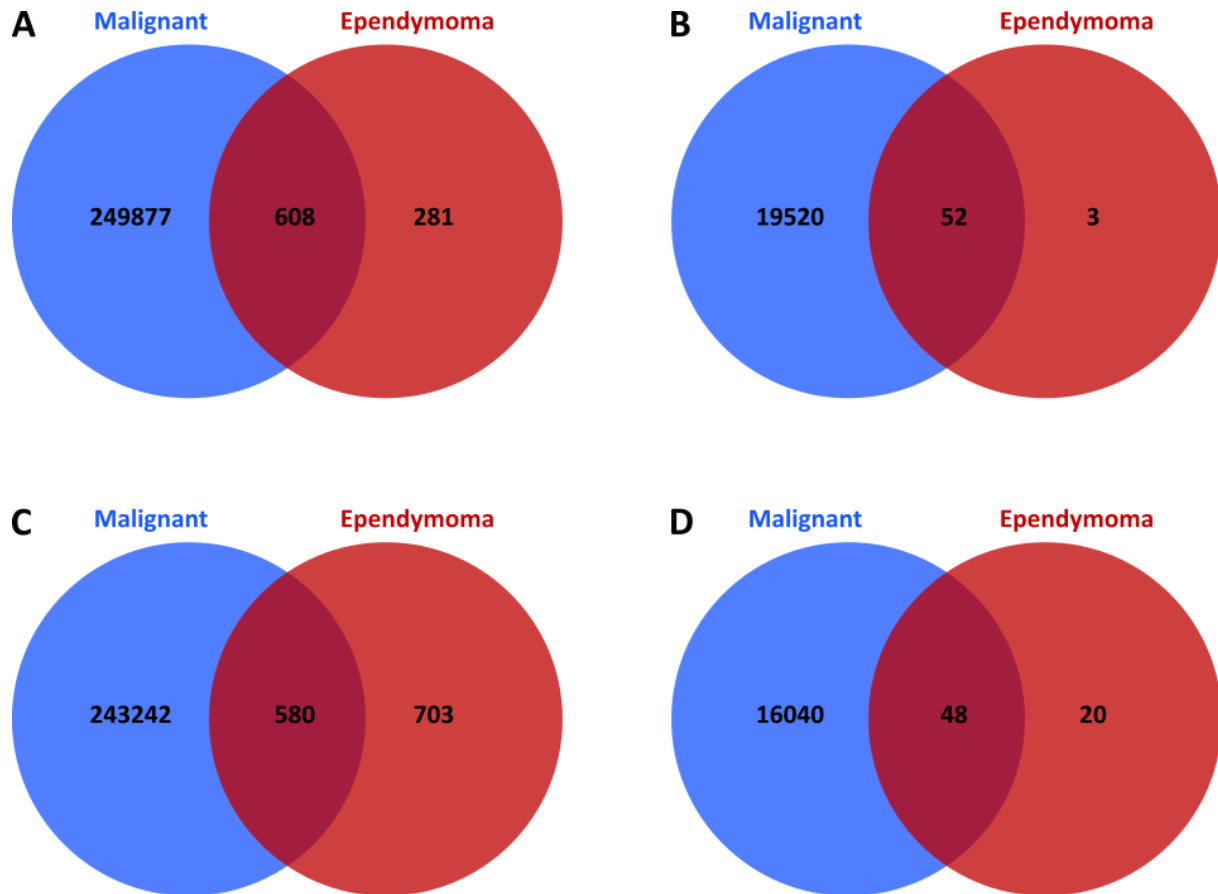 A Malignant Ependymoma
249877 608 281
B Malignant Ependymoma
19520 52 3
C Malignant Ependymoma
243242 580 703
D Malignant Ependymoma
16040 48 20